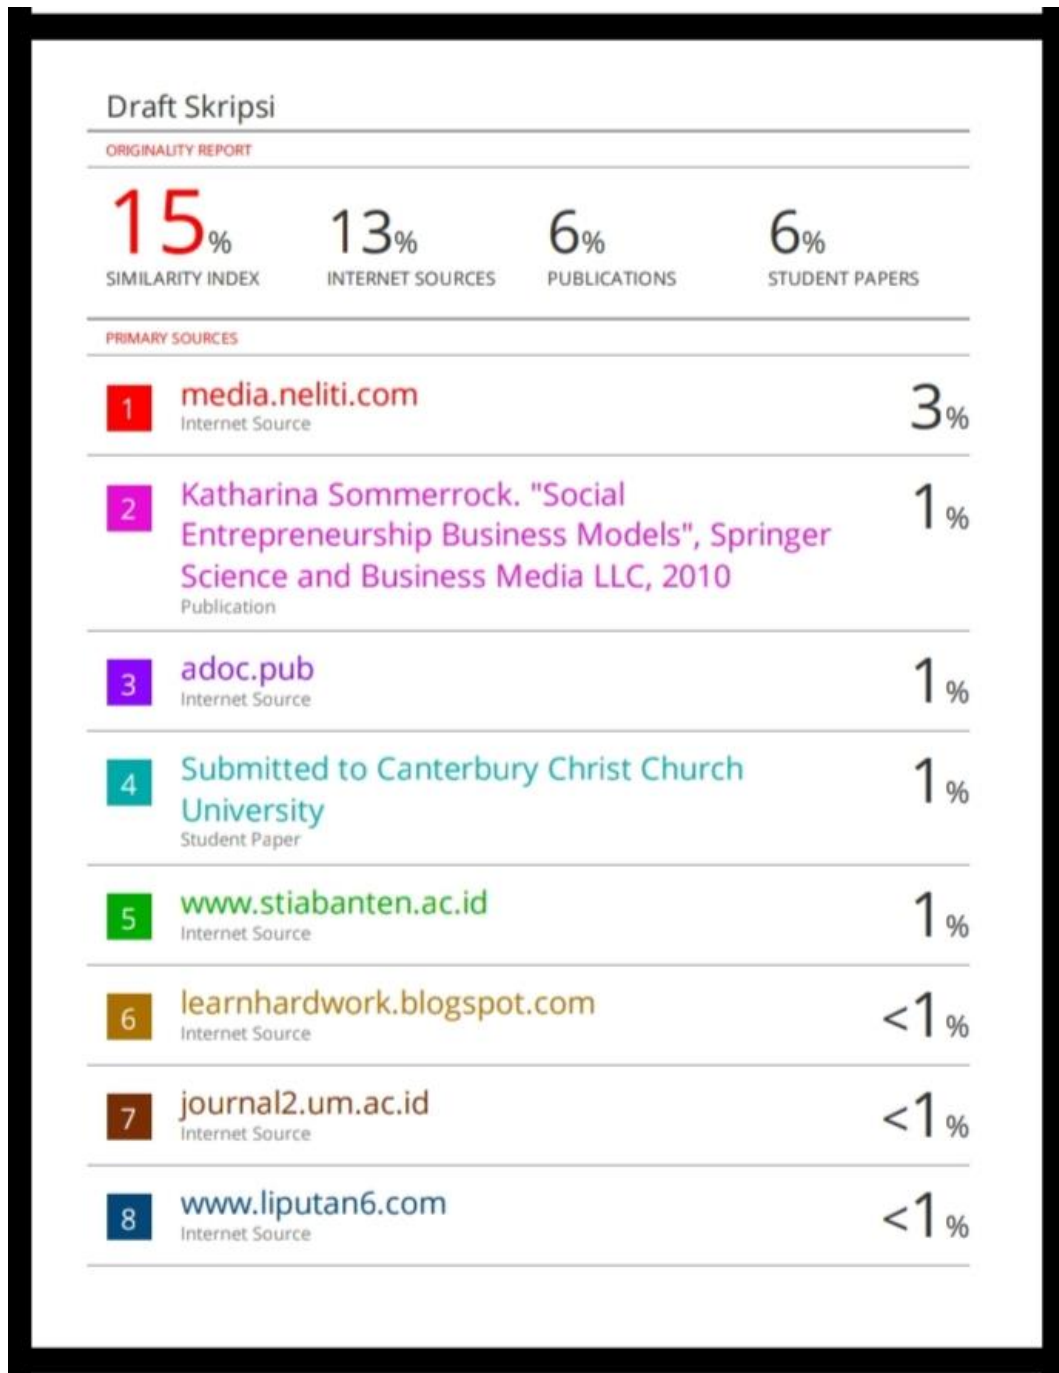 Draft Skripsi
ORIGINALITY REPORT
15% 13% 6% 6%
SIMILARITY INDEX INTERNET SOURCES PUBLICATIONS STUDENT PAPERS
PRIMARY SOURCES
1 media.neliti.com 3%
Internet Source
2 Katharina Sommerrock. "Social 1%
Entrepreneurship Business Models", Springer
Science and Business Media LLC, 2010
Publication
3 adoc.pub 1%
Internet Source
4 Submitted to Canterbury Christ Church 1%
University
Student Paper
5 www.stiabanten.ac.id 1%
Internet Source
6 learnhardwork.blogspot.com <1%
Internet Source
7 journal2.um.ac.id <1%
Internet Source
8 www.liputan6.com <1%
Internet Source